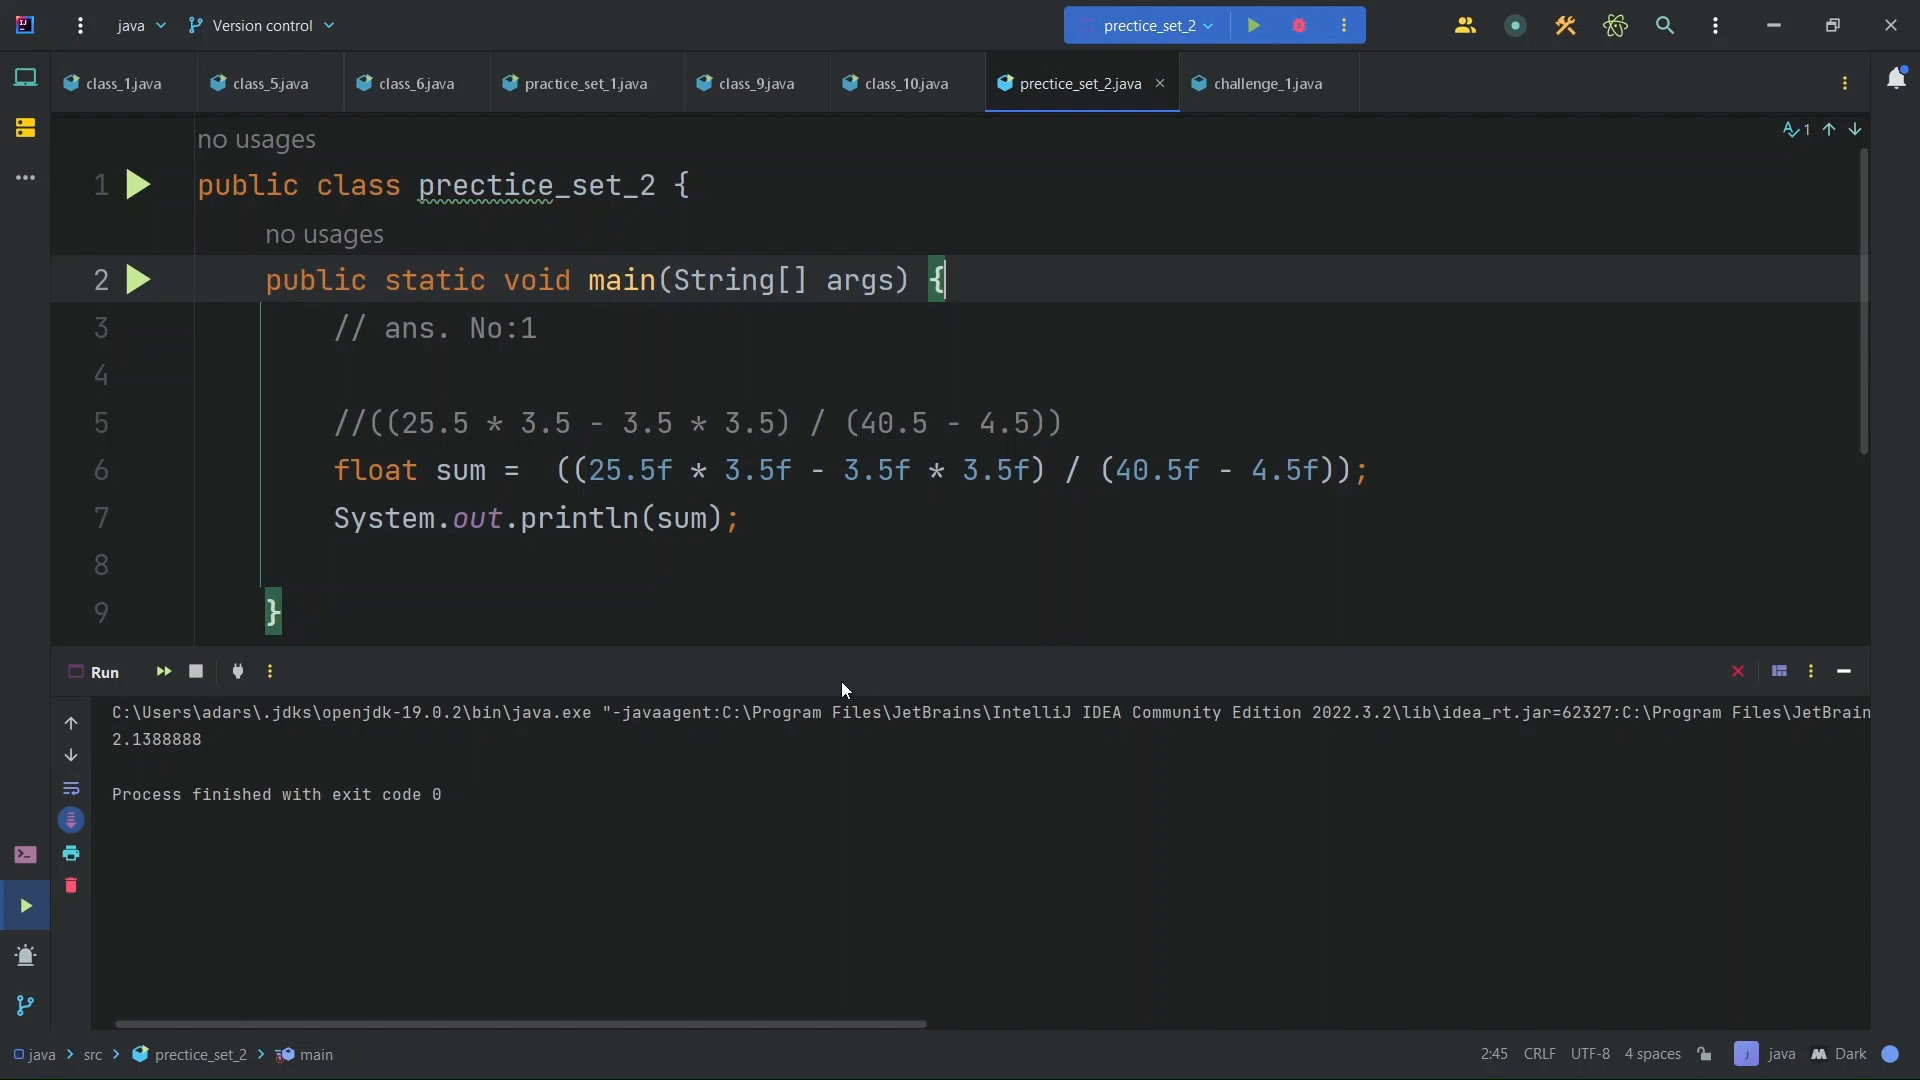 java
Version control
prectice_set_2
class_1.java
class_5.java
class_6.java
practice_set_1.java
class_9.java
class_10.java
prectice_set_2.java
challenge_1.java
no usages
1
1 public class prectice_set_2 {
no usages
2 public static void main(String[] args) {
3 // ans. No:1
4
5 //((25.5 * 3.5 - 3.5 * 3.5) / (40.5 - 4.5))
6 float sum =  ((25.5f * 3.5f - 3.5f * 3.5f) / (40.5f - 4.5f));
7 System.out.println(sum);
8
9 }
Run
C:\Users\adars\.jdks\openjdk-19.0.2\bin\java.exe "-javaagent:C:\Program Files\JetBrains\IntelliJ IDEA Community Edition 2022.3.2\lib\idea_rt.jar=62327:C:\Program Files\JetBrain
2.1388888
Process finished with exit code 0
java > src > prectice_set_2 > main
2:45 CRLF UTF-8 4 spaces java Dark